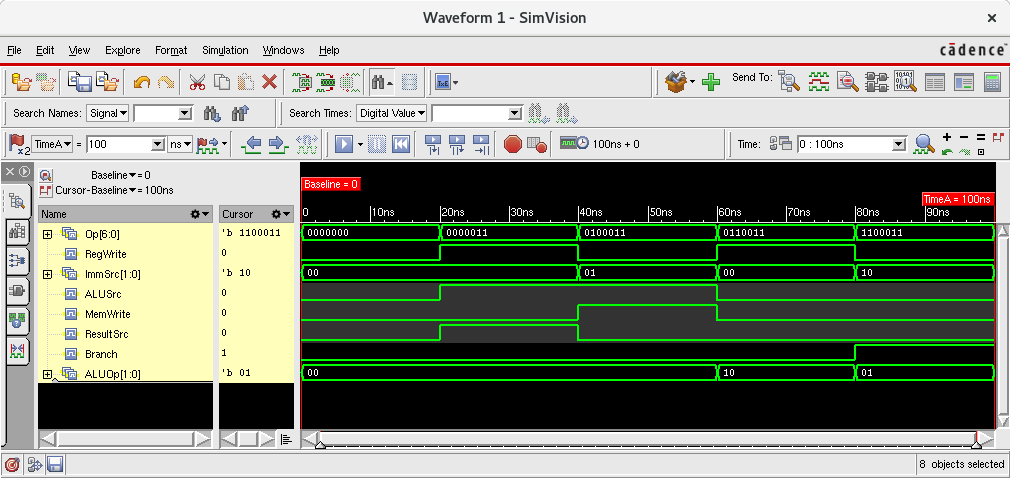 Waveform 1 - SimVision
File Edit View Explore Format Simulation Windows Help cādence
Send To:
Search Names: Signal Search Times: Digital Value
x2 TimeA = 100 ns 100ns + 0 Time: 0 : 100ns
Baseline = 0
Cursor-Baseline = 100ns
Baseline = 0
TimeA = 100ns
Name Cursor 0 10ns 20ns 30ns 40ns 50ns 60ns 70ns 80ns 90ns
Op[6:0] 'b 1100011 0000000 0000011 0100011 0110011 1100011
RegWrite 0
ImmSrc[1:0] 'b 10 00 01 00 10
ALUSrc 0
MemWrite 0
ResultSrc 0
Branch 1
ALUOp[1:0] 'b 01 00 10 01
8 objects selected